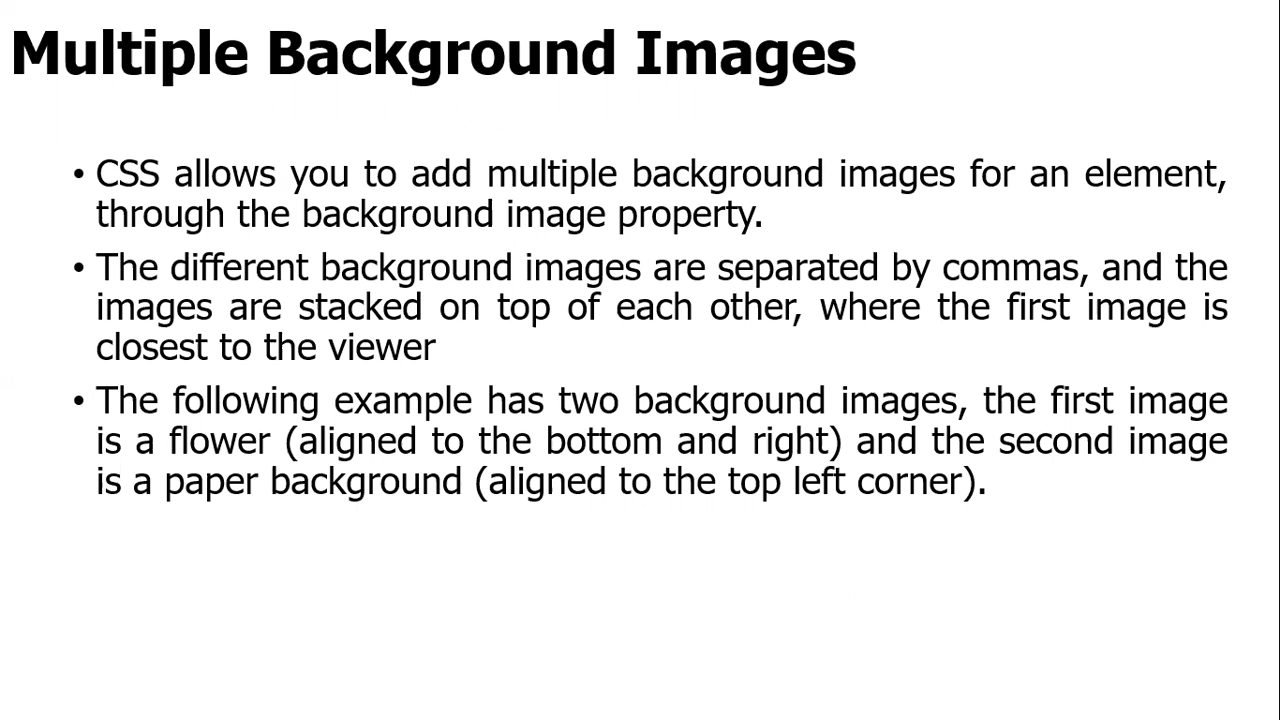 Multiple Background Images
• CSS allows you to add multiple background images for an element,
through the background image property.
• The different background images are separated by commas, and the
images are stacked on top of each other, where the first image is
closest to the viewer
• The following example has two background images, the first image
is a flower (aligned to the bottom and right) and the second image
is a paper background (aligned to the top left corner).